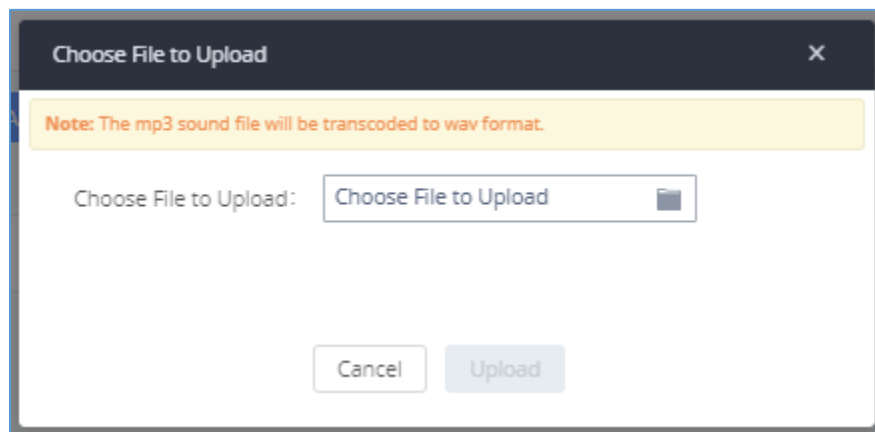 Choose File to Upload
Note: The mp3 sound file will be transcoded to wav format.
Choose File to Upload: Choose File to Upload
Cancel Upload